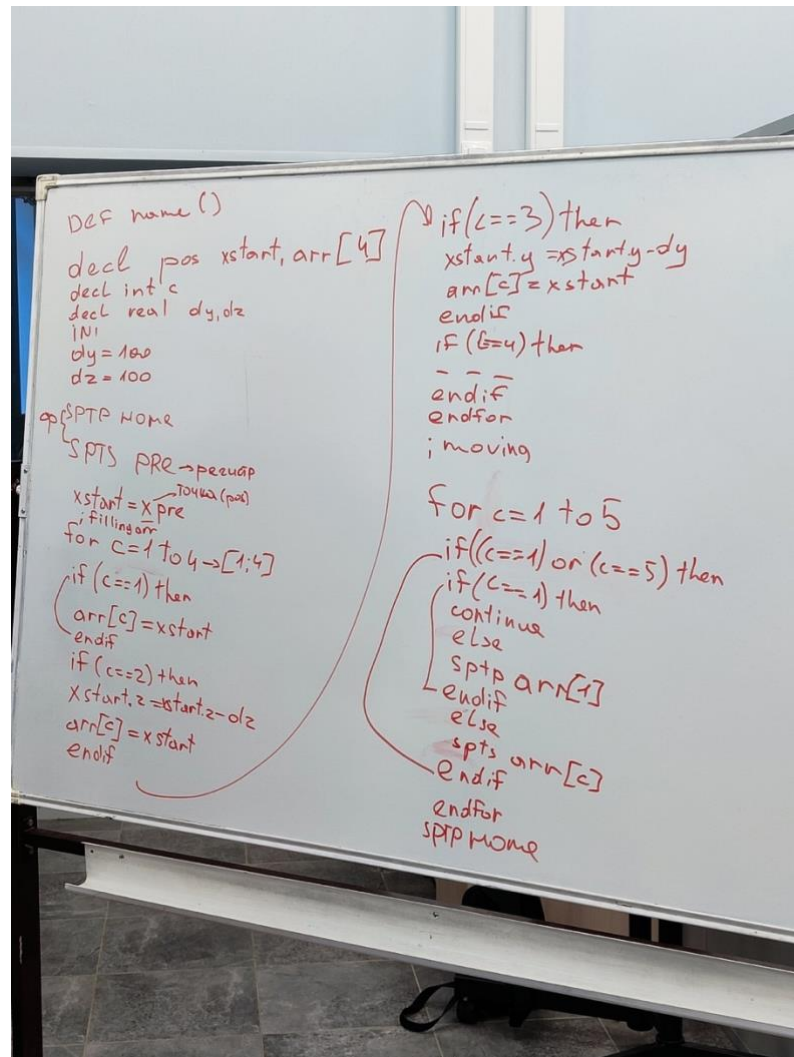 DEF name ()
decl pos xstart, arr[4]
decl int c
decl real dy,dz
INI
dy = 100
dz = 100
SPTP HOME
SPTS PRE → регистр
xstart = xpre → точка (pos)
; filling arr
for c=1 to 4 → [1;4]
if (c==1) then
arr[c] = xstart
endif
if (c==2) then
xstart.z = xstart.z-dz
arr[c] = xstart
endif
if (c==3) then
xstart.y = xstart.y-dy
arr[c] = xstart
endif
if (c=4) then
- - -
endif
endfor
; moving
for c=1 to 5
if((c==1) or (c==5) then
if (c==1) then
continue
else
sptp arr[1]
endif
else
spts arr[c]
endif
endfor
SPTP HOME